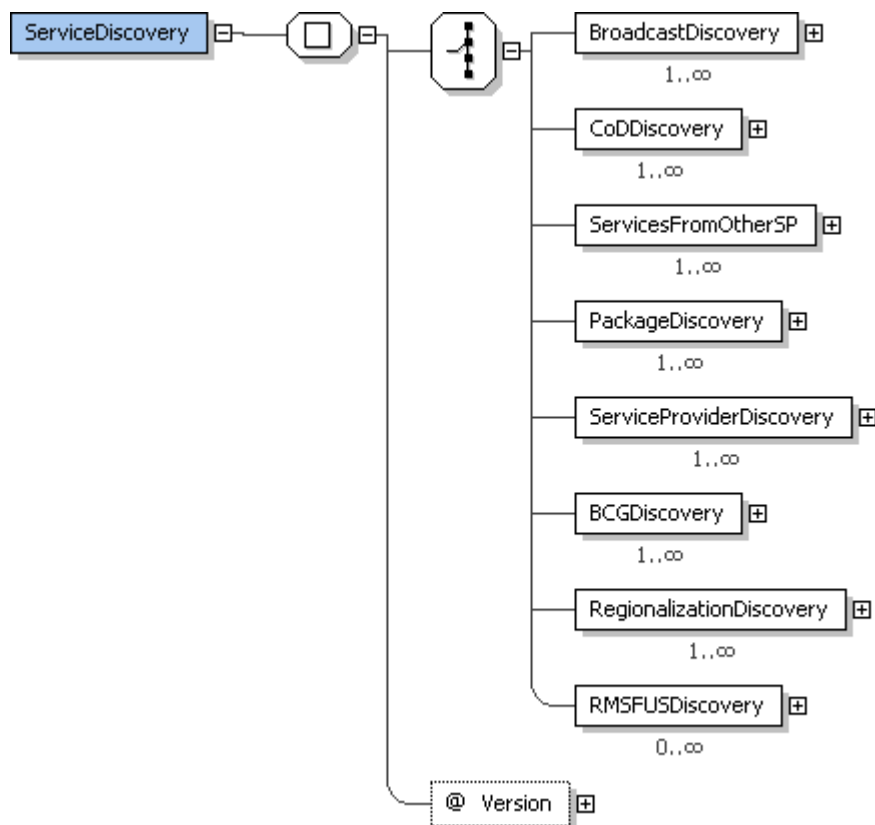 ServiceDiscovery
BroadcastDiscovery
1..∞
CoDDiscovery
1..∞
ServicesFromOtherSP
1..∞
PackageDiscovery
1..∞
ServiceProviderDiscovery
1..∞
BCGDiscovery
1..∞
RegionalizationDiscovery
1..∞
RMSFUSDiscovery
0..∞
@ Version